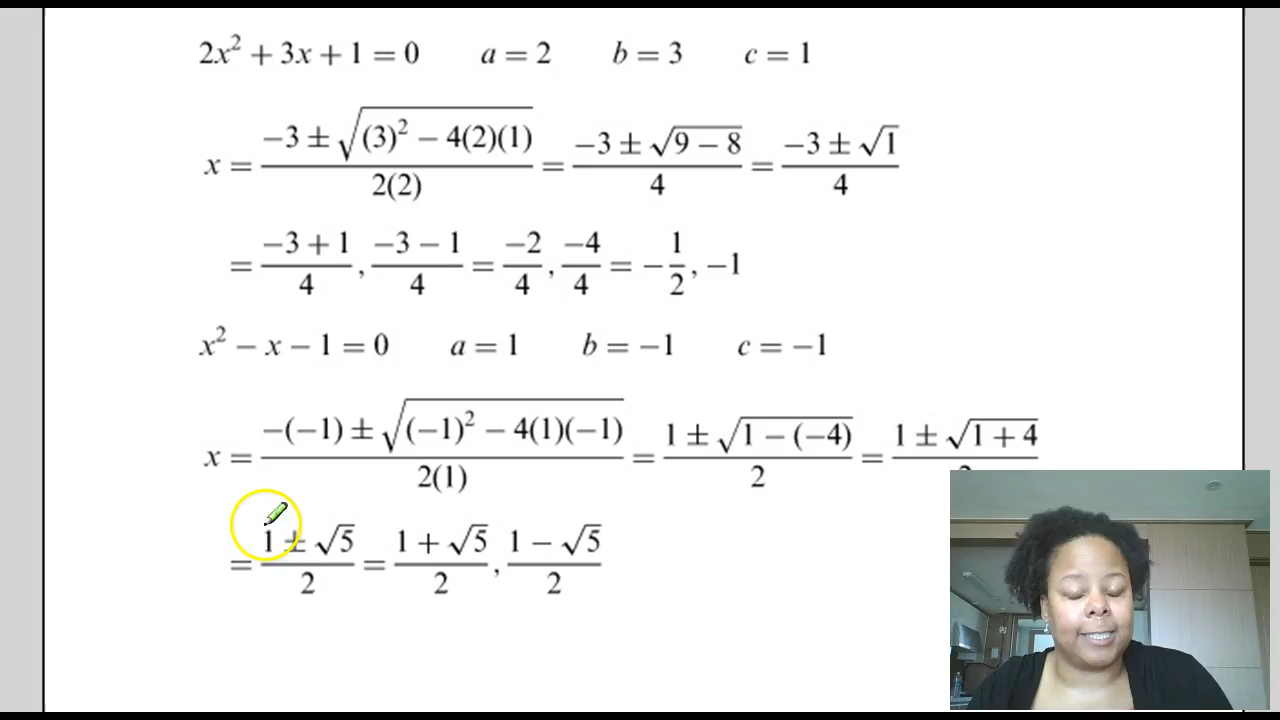 2x² + 3x + 1 = 0 a = 2 b = 3 c = 1
x = (−3 ± √((3)² − 4(2)(1)))/(2(2)) = (−3 ± √(9 − 8))/4 = (−3 ± √1)/4
= (−3 + 1)/4, (−3 − 1)/4 = −2/4, −4/4 = −1/2, −1
x² − x − 1 = 0 a = 1 b = −1 c = −1
x = (−(−1) ± √((−1)² − 4(1)(−1)))/(2(1)) = (1 ± √(1 − (−4)))/2 = (1 ± √(1 + 4))/
= (1 ± √5)/2 = (1 + √5)/2, (1 − √5)/2